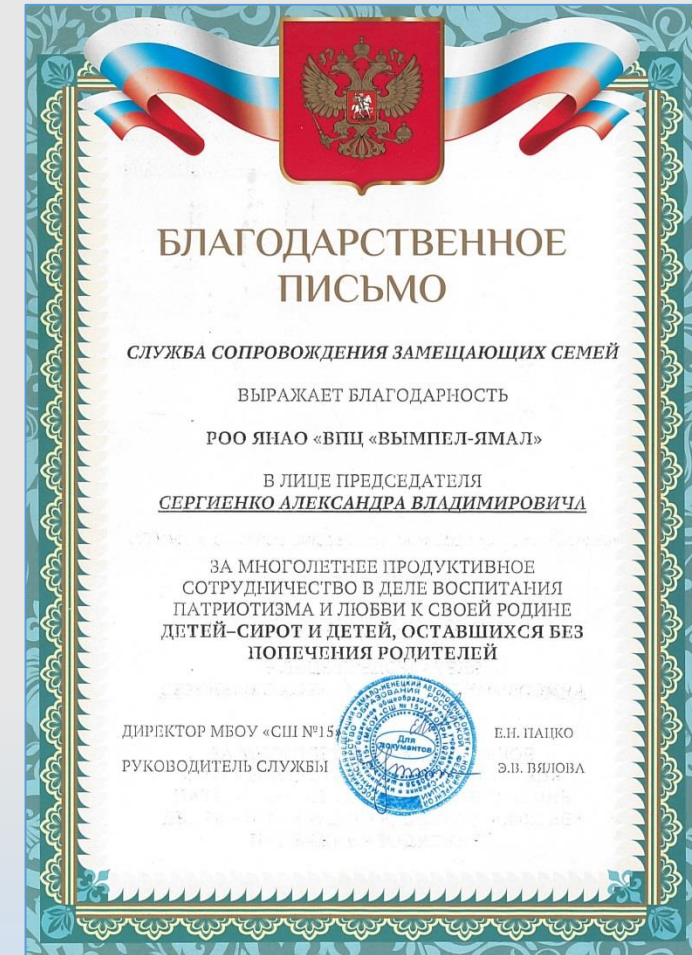 БЛАГОДАРСТВЕННОЕ
ПИСЬМО
СЛУЖБА СОПРОВОЖДЕНИЯ ЗАМЕЩАЮЩИХ СЕМЕЙ
ВЫРАЖАЕТ БЛАГОДАРНОСТЬ
РОО ЯНАО «ВПЦ «ВЫМПЕЛ-ЯМАЛ»
В ЛИЦЕ ПРЕДСЕДАТЕЛЯ
СЕРГИЕНКО АЛЕКСАНДРА ВЛАДИМИРОВИЧА
ЗА МНОГОЛЕТНЕЕ ПРОДУКТИВНОЕ
СОТРУДНИЧЕСТВО В ДЕЛЕ ВОСПИТАНИЯ
ПАТРИОТИЗМА И ЛЮБВИ К СВОЕЙ РОДИНЕ
ДЕТЕЙ–СИРОТ И ДЕТЕЙ, ОСТАВШИХСЯ БЕЗ
ПОПЕЧЕНИЯ РОДИТЕЛЕЙ
ДИРЕКТОР МБОУ «СШ №15» Е.Н. ПАЦКО
РУКОВОДИТЕЛЬ СЛУЖБЫ Э.В. ВЯЛОВА
Для
документов